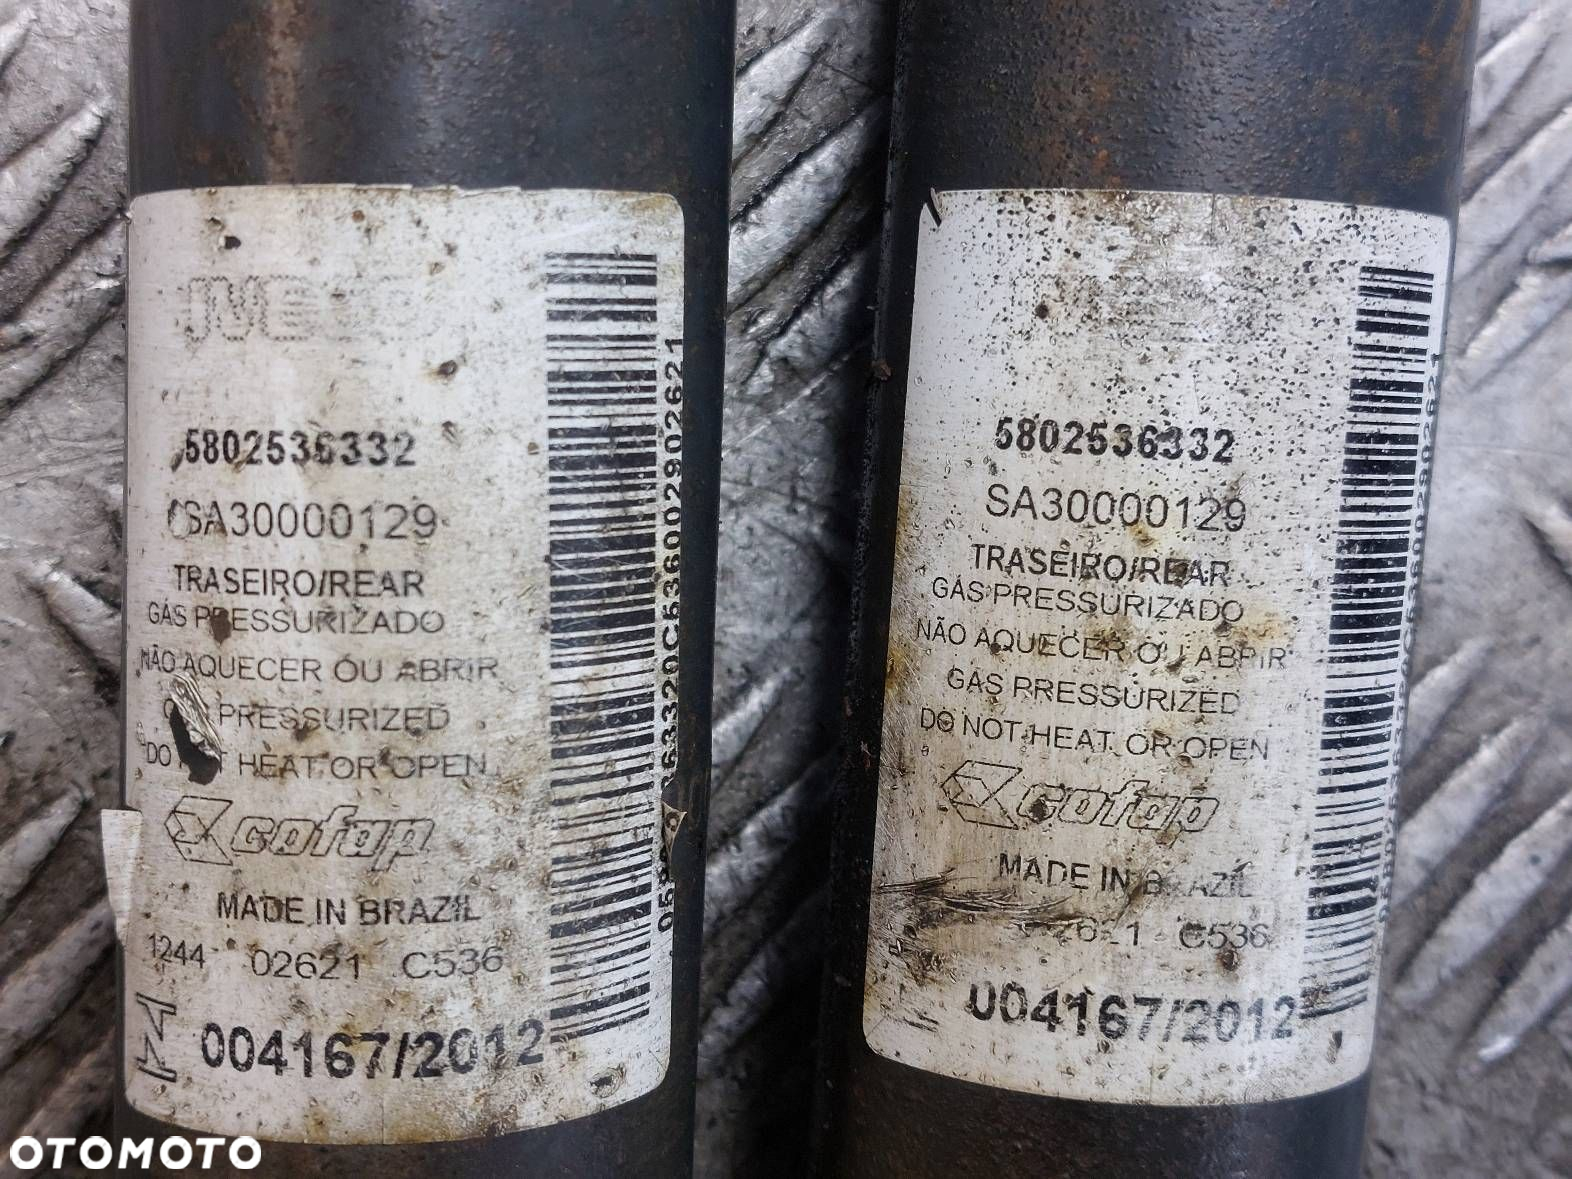 IVECO
5802536332
SA30000129
TRASEIRO/REAR
GÁS PRESSURIZADO
NÃO AQUECER OU ABRIR
PRESSURIZED
DO HEAT OR OPEN
cofap
MADE IN BRAZIL
1244 02621 C536
004167/2012
5802536332
SA30000129
TRASEIRO/REAR
GÁS PRESSURIZADO
NÃO AQUECER OU ABRIR
GAS PRESSURIZED
DO NOT HEAT OR OPEN
cofap
MADE IN BRAZIL
C536
004167/2012
OTOMOTO